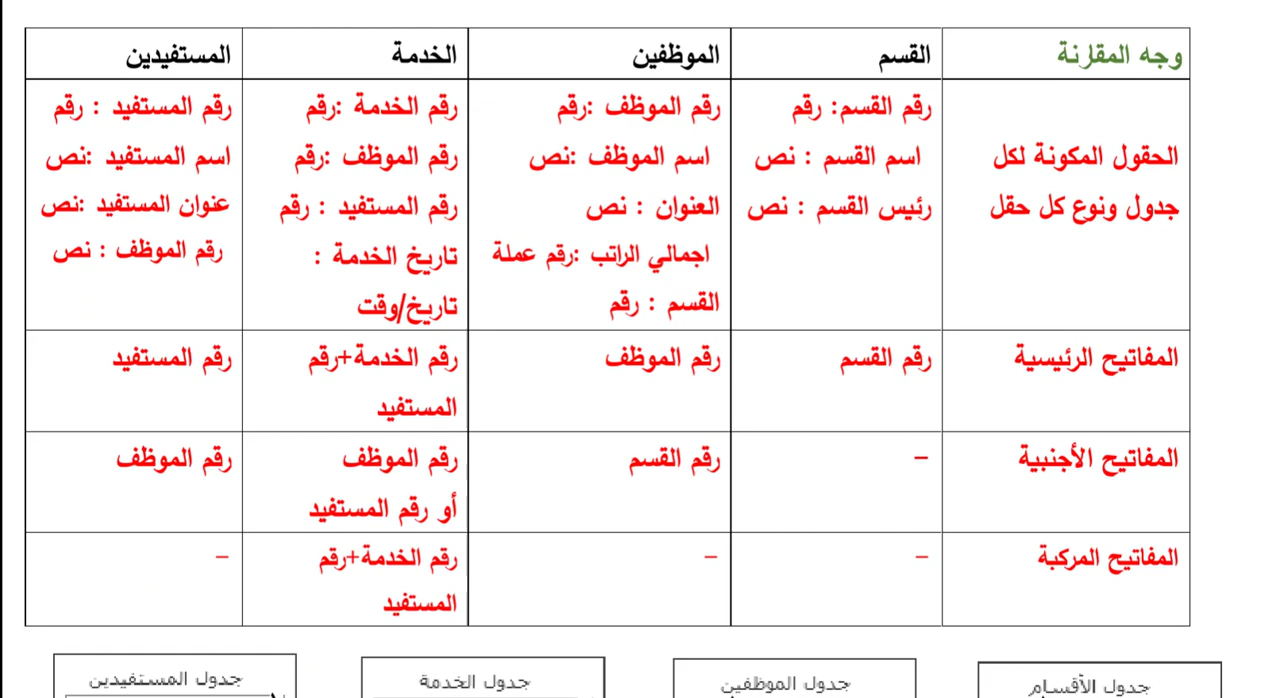 وجه المقارنة
القسم
الموظفين
الخدمة
المستفيدين
الحقول المكونة لكل
جدول ونوع كل حقل
رقم القسم: رقم
اسم القسم : نص
رئيس القسم : نص
رقم الموظف :رقم
اسم الموظف :نص
العنوان : نص
اجمالي الراتب :رقم عملة
القسم : رقم
رقم الخدمة :رقم
رقم الموظف :رقم
رقم المستفيد : رقم
تاريخ الخدمة :
تاريخ/وقت
رقم المستفيد : رقم
اسم المستفيد :نص
عنوان المستفيد :نص
رقم الموظف : نص
المفاتيح الرئيسية
رقم القسم
رقم الموظف
رقم الخدمة+رقم
المستفيد
رقم المستفيد
المفاتيح الأجنبية
–
رقم القسم
رقم الموظف
أو رقم المستفيد
رقم الموظف
المفاتيح المركبة
–
–
رقم الخدمة+رقم
المستفيد
–
جدول الأقسام
جدول الموظفين
جدول الخدمة
جدول المستفيدين